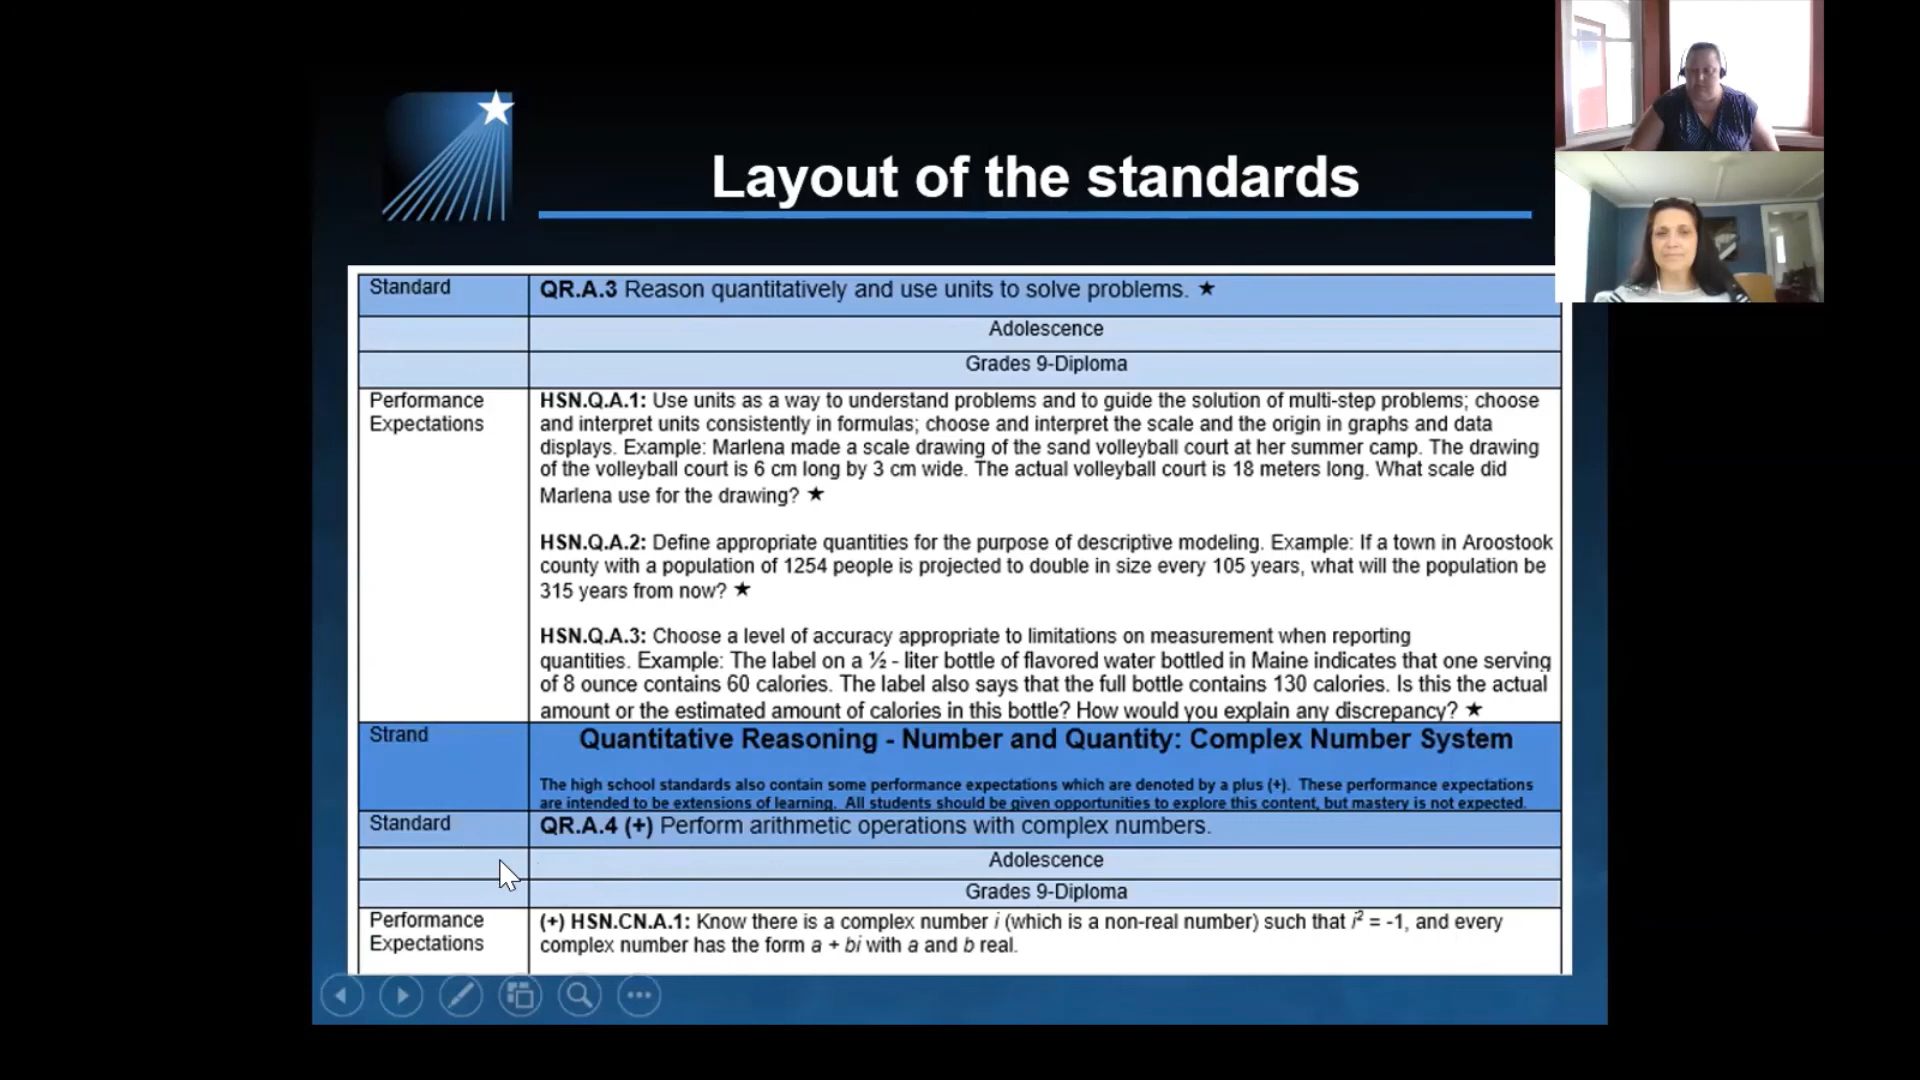 Layout of the standards
Standard
QR.A.3 Reason quantitatively and use units to solve problems. ★
Adolescence
Grades 9-Diploma
Performance
Expectations
HSN.Q.A.1: Use units as a way to understand problems and to guide the solution of multi-step problems; choose
and interpret units consistently in formulas; choose and interpret the scale and the origin in graphs and data
displays. Example: Marlena made a scale drawing of the sand volleyball court at her summer camp. The drawing
of the volleyball court is 6 cm long by 3 cm wide. The actual volleyball court is 18 meters long. What scale did
Marlena use for the drawing? ★
HSN.Q.A.2: Define appropriate quantities for the purpose of descriptive modeling. Example: If a town in Aroostook
county with a population of 1254 people is projected to double in size every 105 years, what will the population be
315 years from now? ★
HSN.Q.A.3: Choose a level of accuracy appropriate to limitations on measurement when reporting
quantities. Example: The label on a ½ - liter bottle of flavored water bottled in Maine indicates that one serving
of 8 ounce contains 60 calories. The label also says that the full bottle contains 130 calories. Is this the actual
amount or the estimated amount of calories in this bottle? How would you explain any discrepancy? ★
Strand
Quantitative Reasoning - Number and Quantity: Complex Number System
The high school standards also contain some performance expectations which are denoted by a plus (+). These performance expectations
are intended to be extensions of learning. All students should be given opportunities to explore this content, but mastery is not expected.
Standard
QR.A.4 (+) Perform arithmetic operations with complex numbers.
Adolescence
Grades 9-Diploma
Performance
Expectations
(+) HSN.CN.A.1: Know there is a complex number i (which is a non-real number) such that i² = -1, and every
complex number has the form a + bi with a and b real.